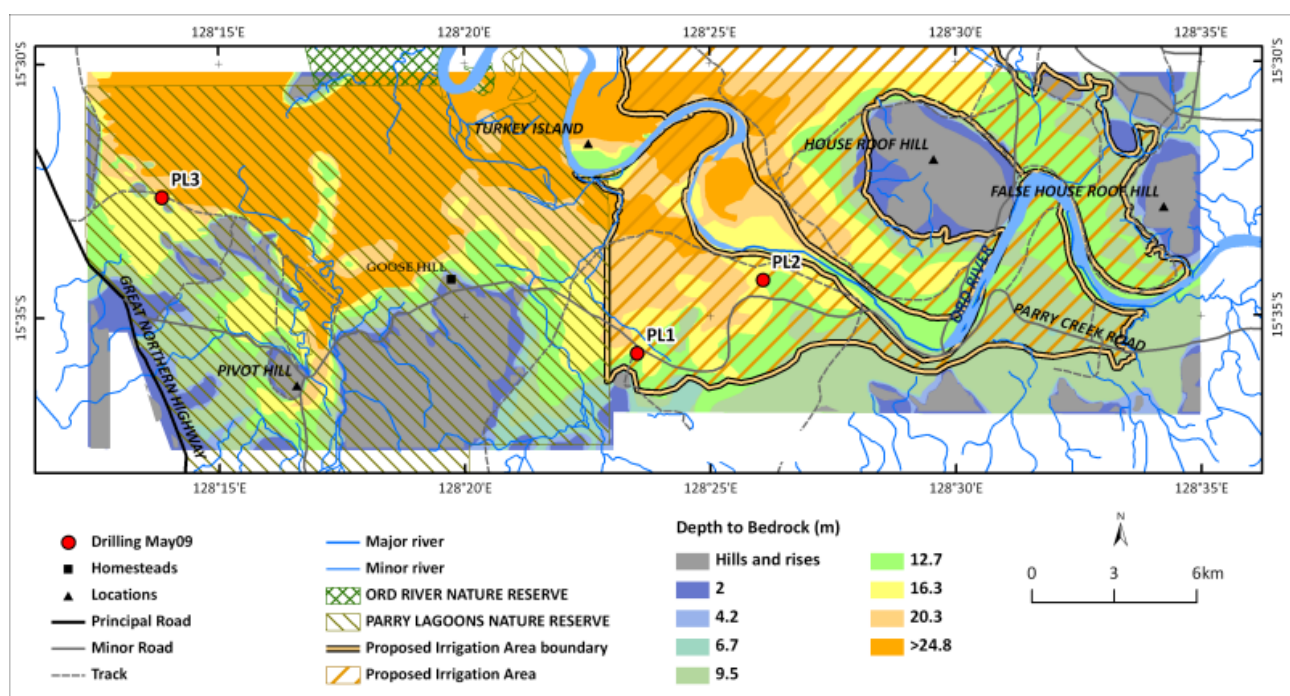 128°15'E 128°20'E 128°25'E 128°30'E 128°35'E
15°30'S
15°30'S
TURKEY ISLAND
HOUSE ROOF HILL
PL3
FALSE HOUSE ROOF HILL
GOOSE HILL
PL2
ORD RIVER
GREAT NORTHERN HIGHWAY
15°35'S
15°35'S
PARRY CREEK ROAD
PL1
PIVOT HILL
128°15'E 128°20'E 128°25'E 128°30'E 128°35'E
Drilling May09
Homesteads
Locations
Principal Road
Minor Road
Track
Major river
Minor river
ORD RIVER NATURE RESERVE
PARRY LAGOONS NATURE RESERVE
Proposed Irrigation Area boundary
Proposed Irrigation Area
Depth to Bedrock (m)
Hills and rises
2
4.2
6.7
9.5
12.7
16.3
20.3
>24.8
N
0 3 6km